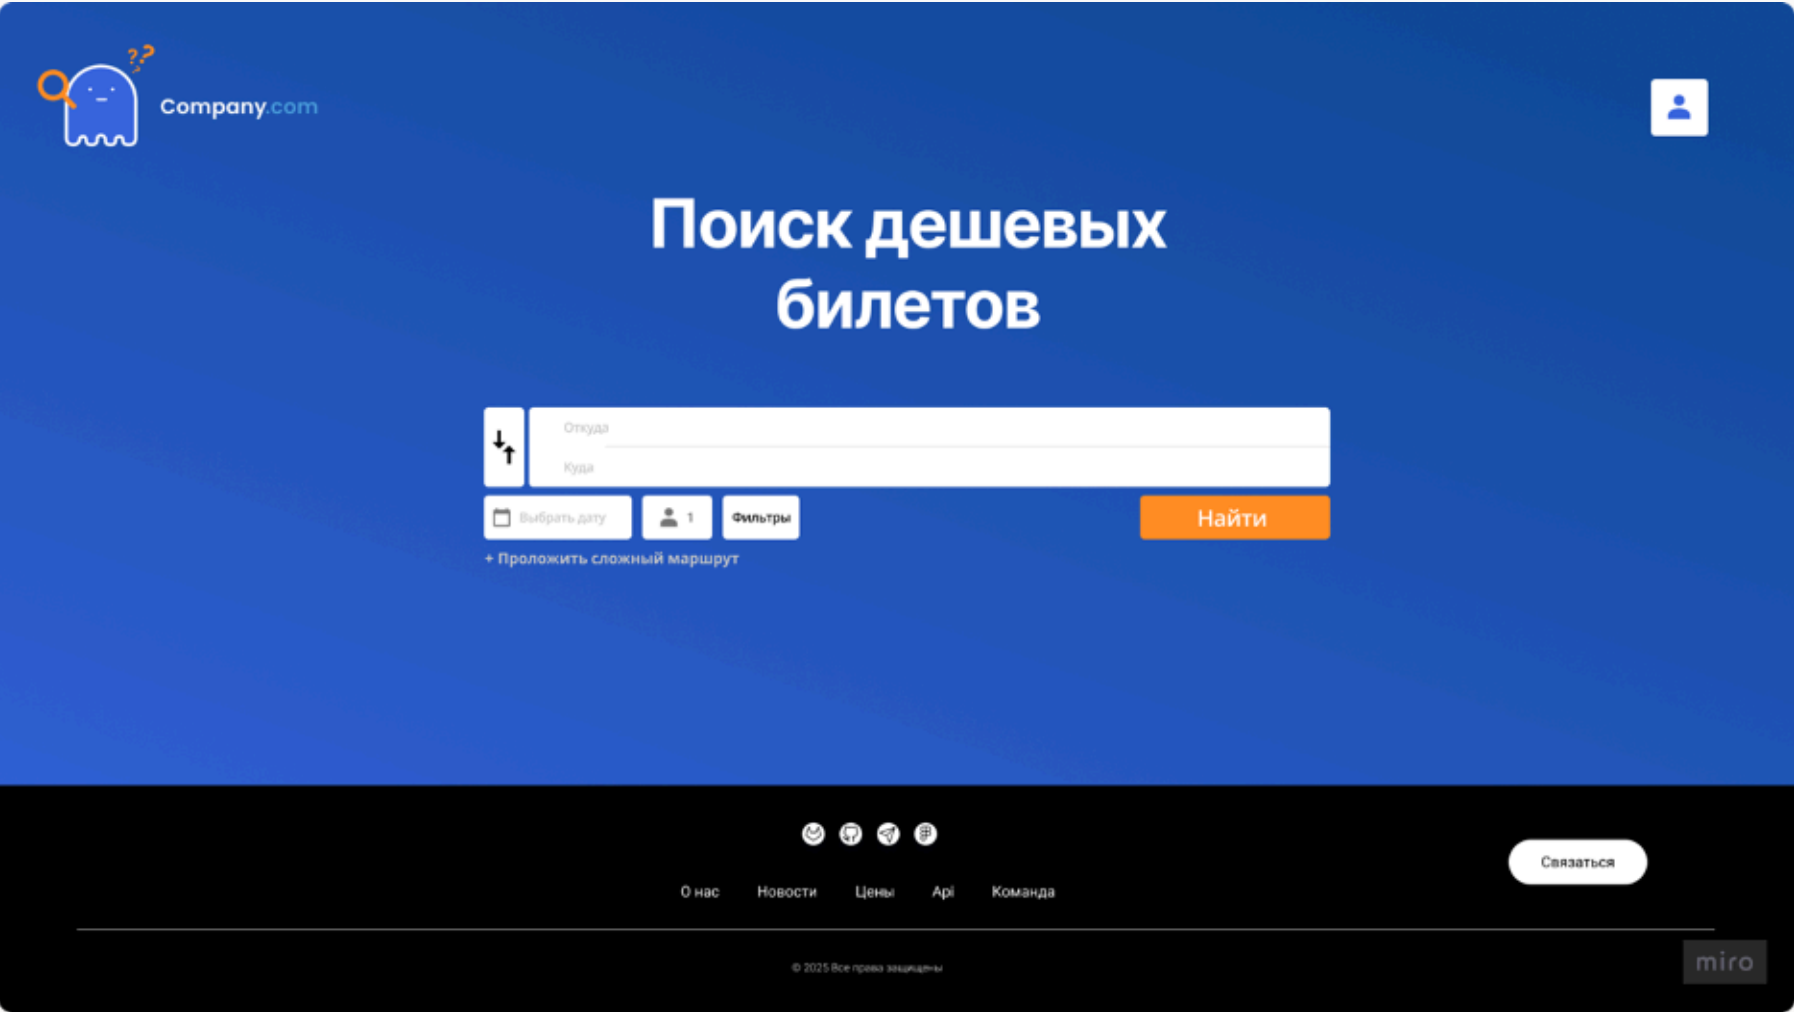 ???
Company.com
Поиск дешевых
билетов
Откуда
Куда
Выбрать дату
1
Фильтры
Найти
+ Проложить сложный маршрут
Связаться
О нас
Новости
Цены
Api
Команда
© 2025 Все права защищены
miro